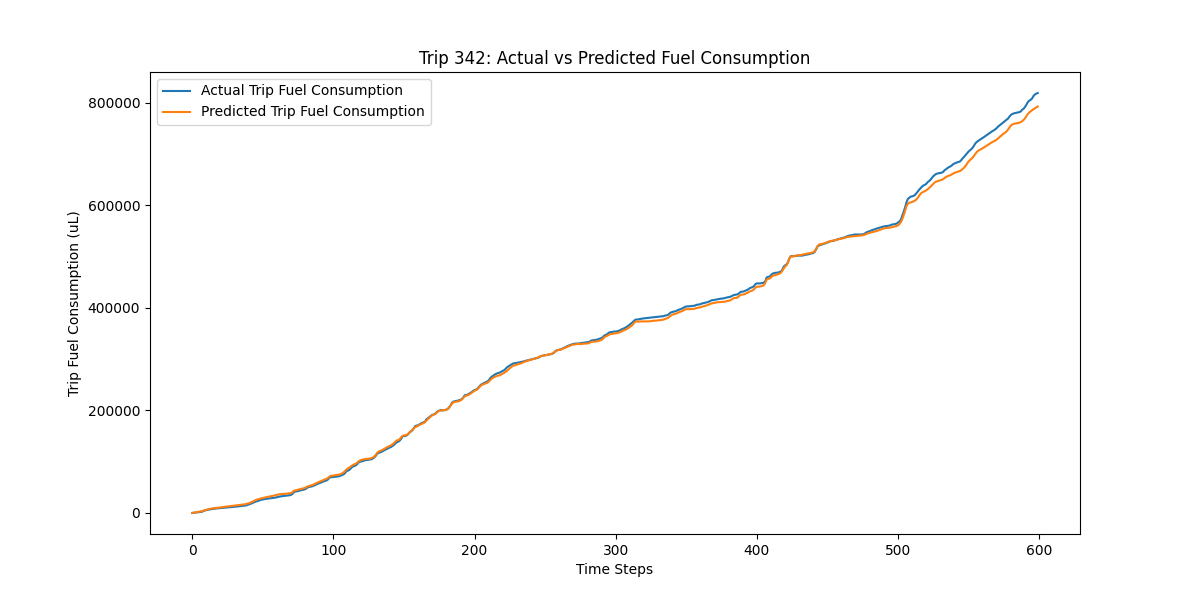 Trip 342: Actual vs Predicted Fuel Consumption
Actual Trip Fuel Consumption
Predicted Trip Fuel Consumption
Trip Fuel Consumption (uL)
800000
600000
400000
200000
0
0 100 200 300 400 500 600
Time Steps